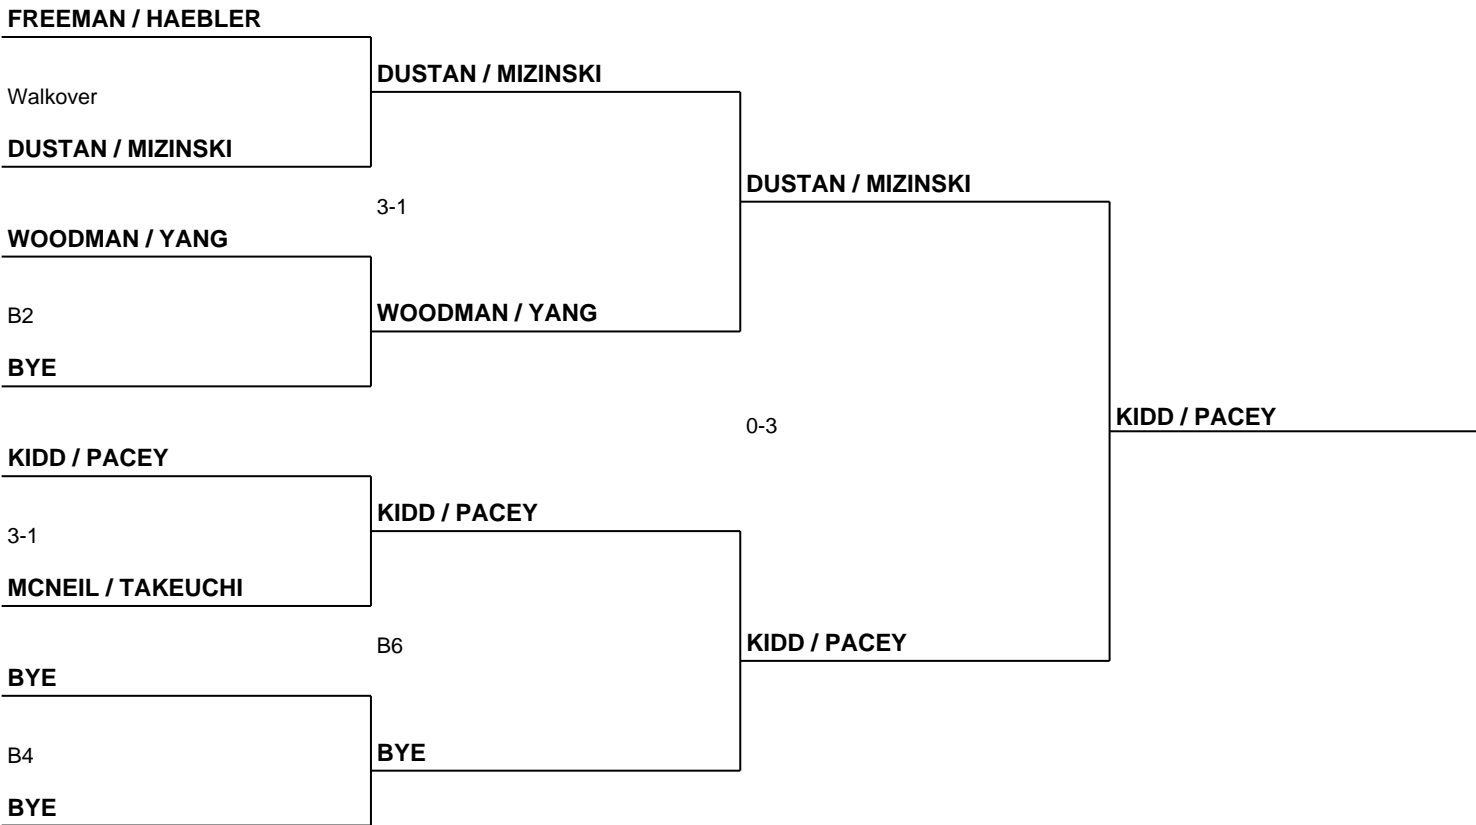 FREEMAN / HAEBLER
DUSTAN / MIZINSKI
Walkover
DUSTAN / MIZINSKI
DUSTAN / MIZINSKI
3-1
WOODMAN / YANG
B2
WOODMAN / YANG
BYE
KIDD / PACEY
0-3
KIDD / PACEY
KIDD / PACEY
3-1
MCNEIL / TAKEUCHI
B6
KIDD / PACEY
BYE
B4
BYE
BYE